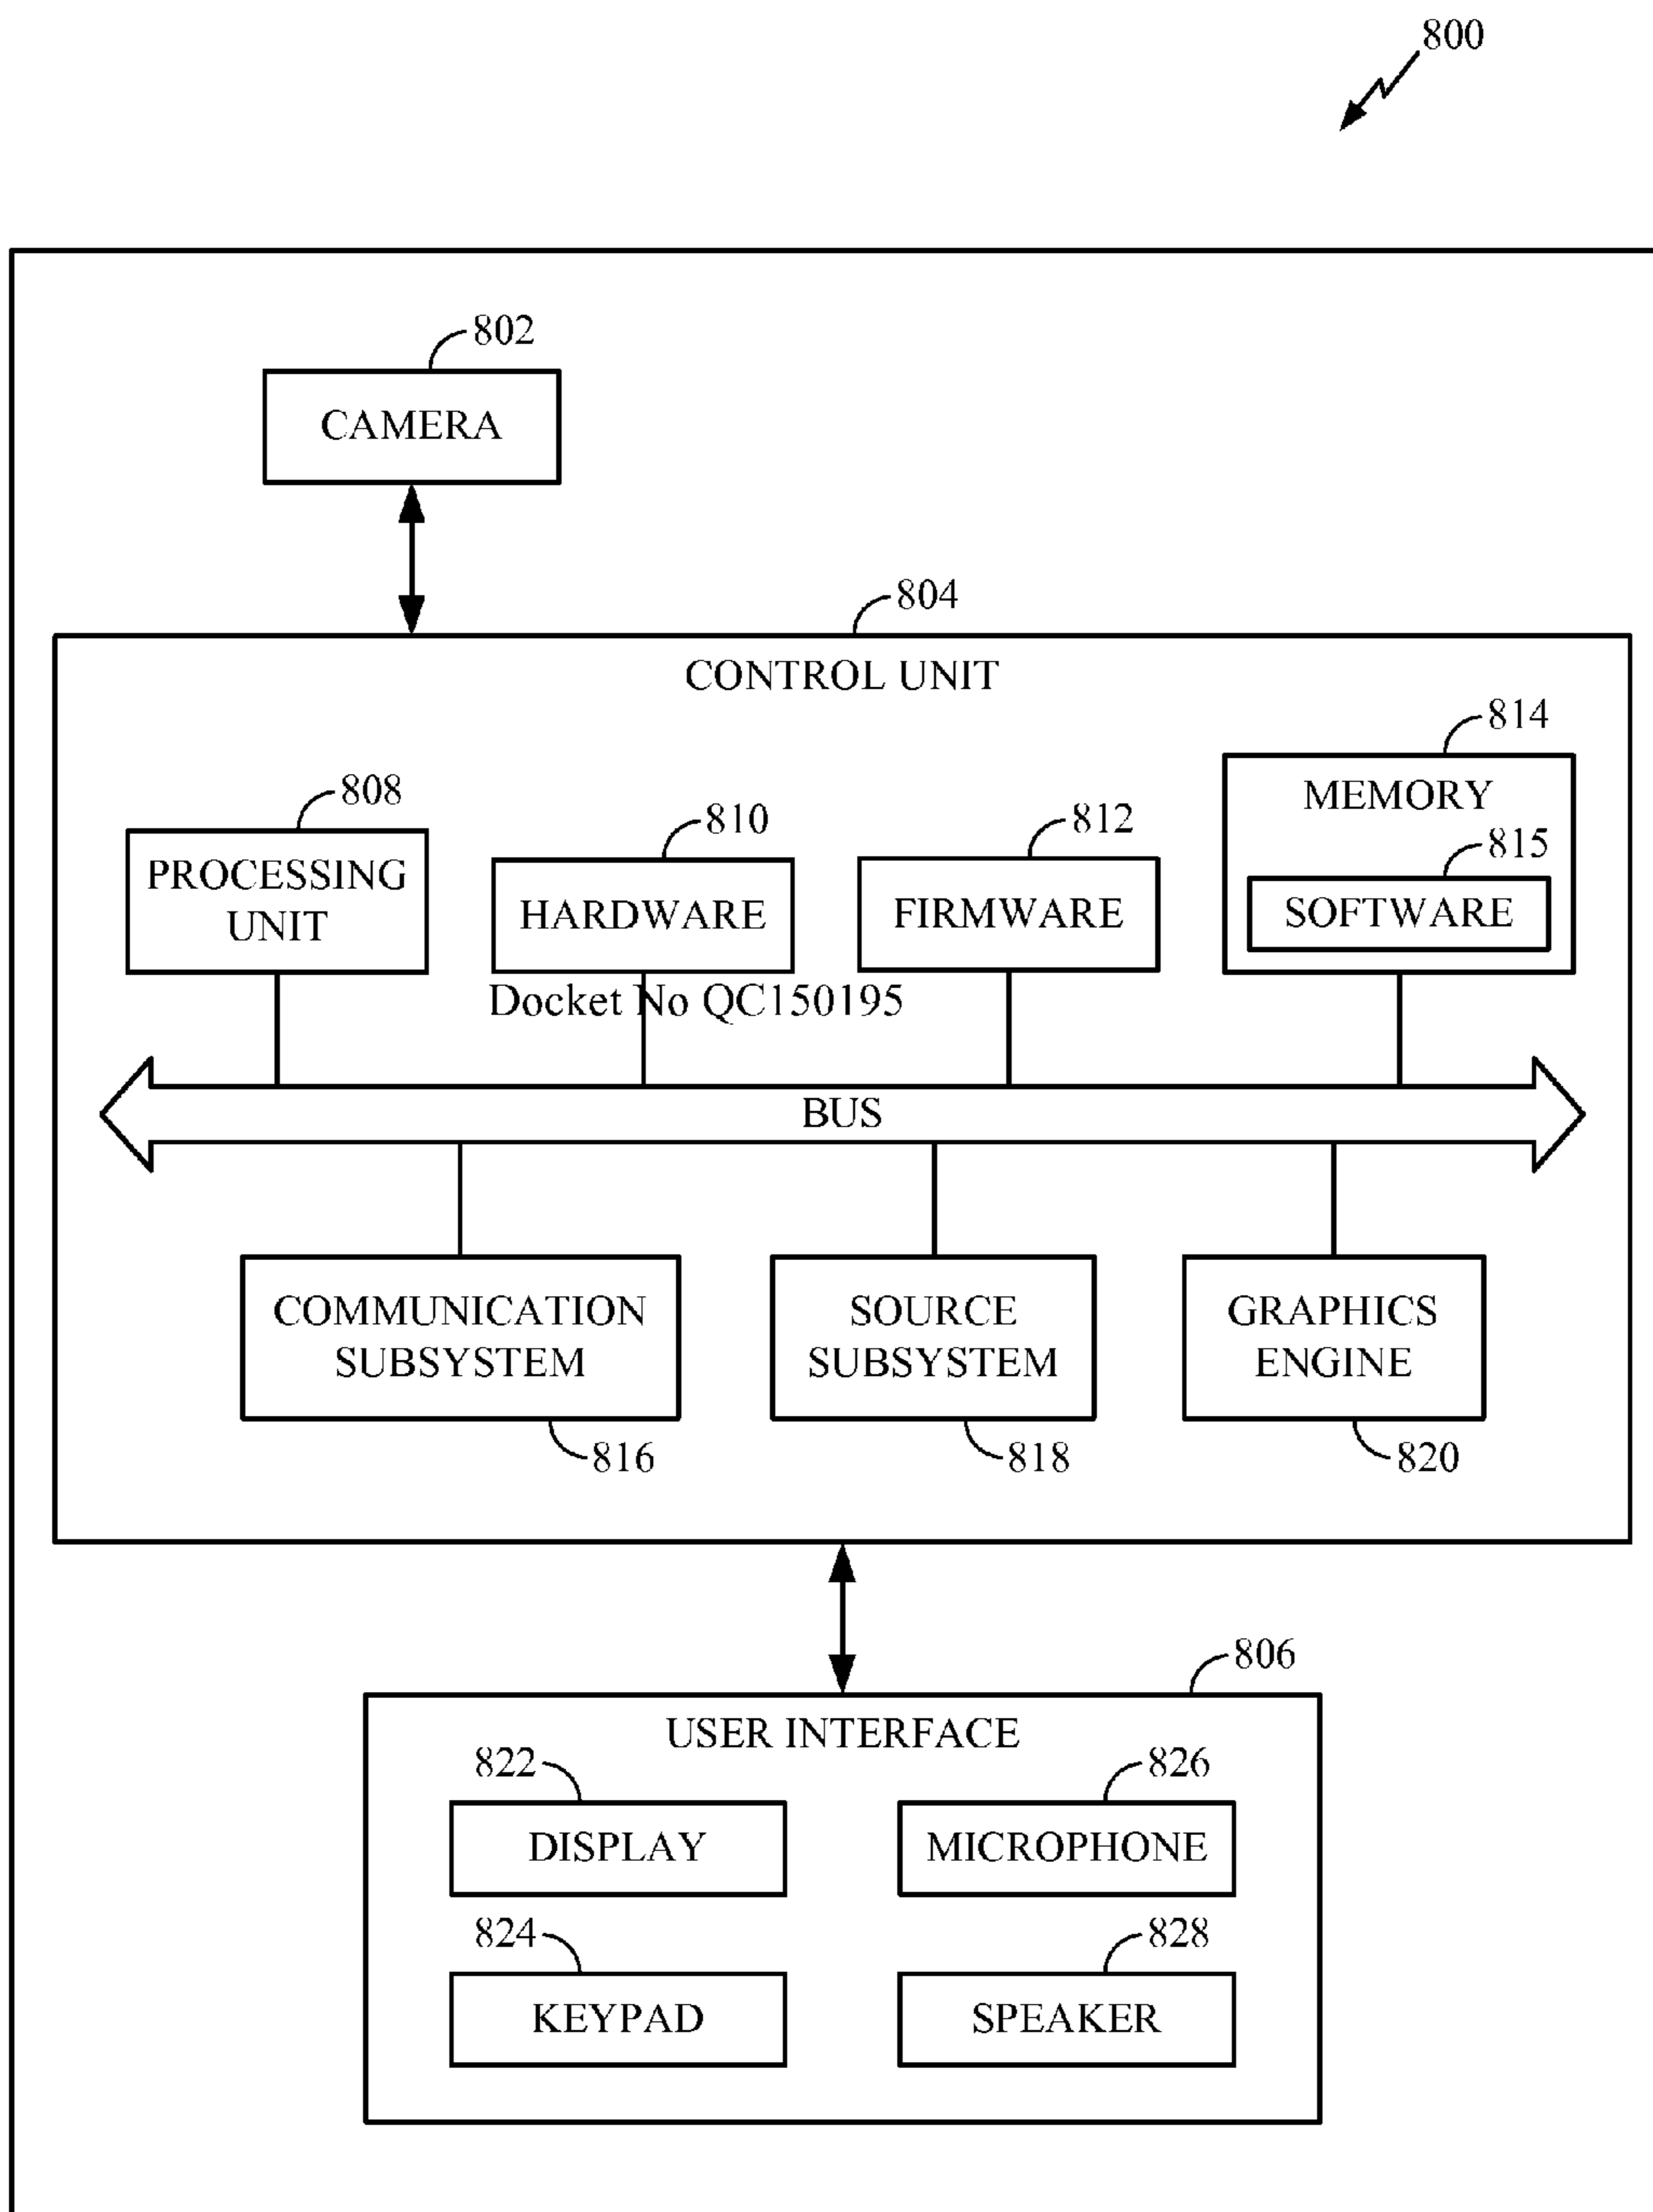 800
802
CAMERA
804
CONTROL UNIT
814
MEMORY
808
810
812
815
PROCESSING
UNIT
HARDWARE
FIRMWARE
SOFTWARE
Docket No QC150195
BUS
COMMUNICATION
SUBSYSTEM
SOURCE
SUBSYSTEM
GRAPHICS
ENGINE
816
818
820
806
USER INTERFACE
822
826
DISPLAY
MICROPHONE
824
828
KEYPAD
SPEAKER